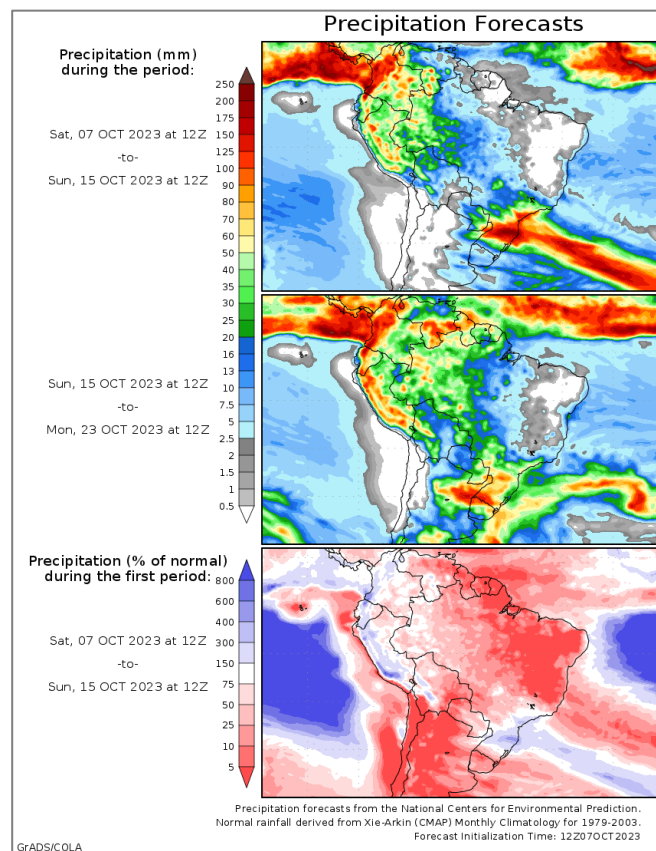 Precipitation Forecasts
Precipitation (mm)
during the period:
Sat, 07 OCT 2023 at 12Z
-to-
Sun, 15 OCT 2023 at 12Z
250
200
175
150
125
100
90
80
70
60
50
40
35
30
25
20
16
13
10
7.5
5
2.5
2
1.5
1
0.5
Sun, 15 OCT 2023 at 12Z
-to-
Mon, 23 OCT 2023 at 12Z
Precipitation (% of normal)
during the first period:
Sat, 07 OCT 2023 at 12Z
-to-
Sun, 15 OCT 2023 at 12Z
800
600
400
300
150
75
50
25
10
5
Precipitation forecasts from the National Centers for Environmental Prediction.
Normal rainfall derived from Xie-Arkin (CMAP) Monthly Climatology for 1979-2003.
Forecast Initialization Time: 12Z07OCT2023
GrADS/COLA